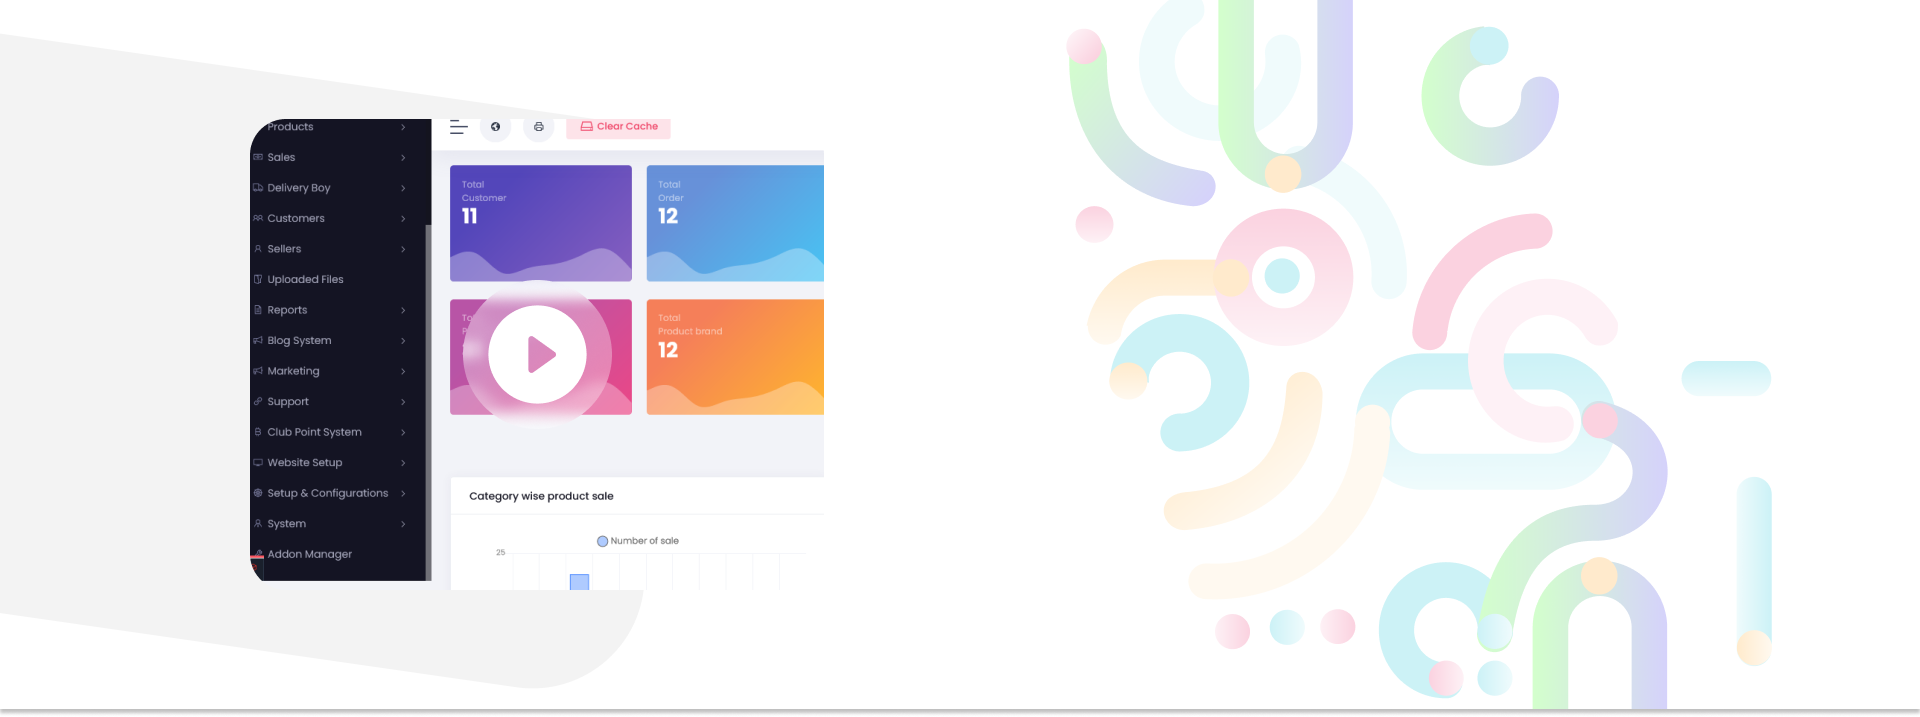 Products
Sales
Delivery Boy
Customers
Sellers
Uploaded Files
Reports
Blog System
Marketing
Support
Club Point System
Website Setup
Setup & Configurations
System
Addon Manager
Clear Cache
Total
Customer
11
Total
Order
12
Total
Product brand
12
Category wise product sale
Number of sale
25